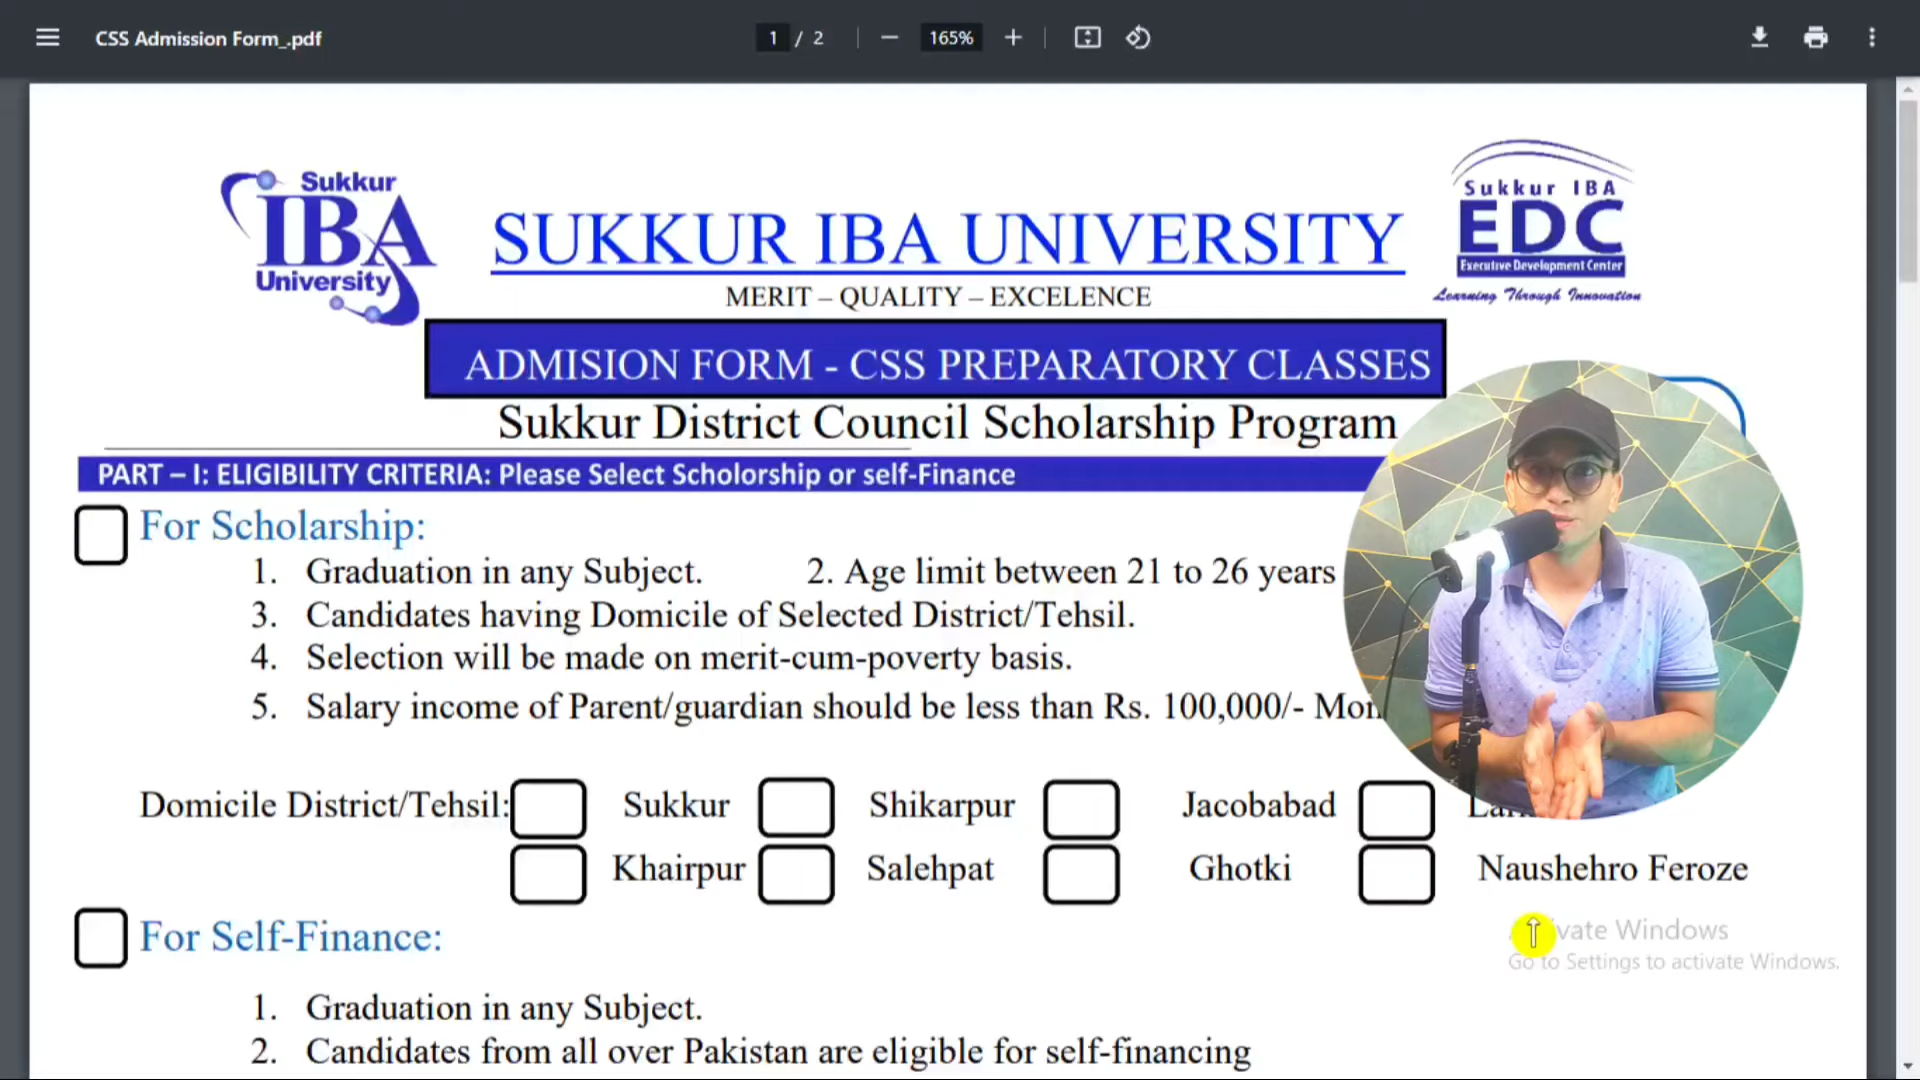 CSS Admission Form_.pdf
1 / 2
165%
Sukkur
IBA
University
SUKKUR IBA UNIVERSITY
MERIT – QUALITY – EXCELENCE
Sukkur IBA
EDC
Executive Development Center
Learning Through Innovation
ADMISION FORM - CSS PREPARATORY CLASSES
Sukkur District Council Scholarship Program
PART – I: ELIGIBILITY CRITERIA: Please Select Scholorship or self-Finance
For Scholarship:
1. Graduation in any Subject. 2. Age limit between 21 to 26 years
3. Candidates having Domicile of Selected District/Tehsil.
4. Selection will be made on merit-cum-poverty basis.
5. Salary income of Parent/guardian should be less than Rs. 100,000/-
Domicile District/Tehsil: Sukkur Shikarpur Jacobabad
Khairpur Salehpat Ghotki Naushehro Feroze
For Self-Finance:
1. Graduation in any Subject.
2. Candidates from all over Pakistan are eligible for self-financing
Windows
Go to Settings to activate Windows.